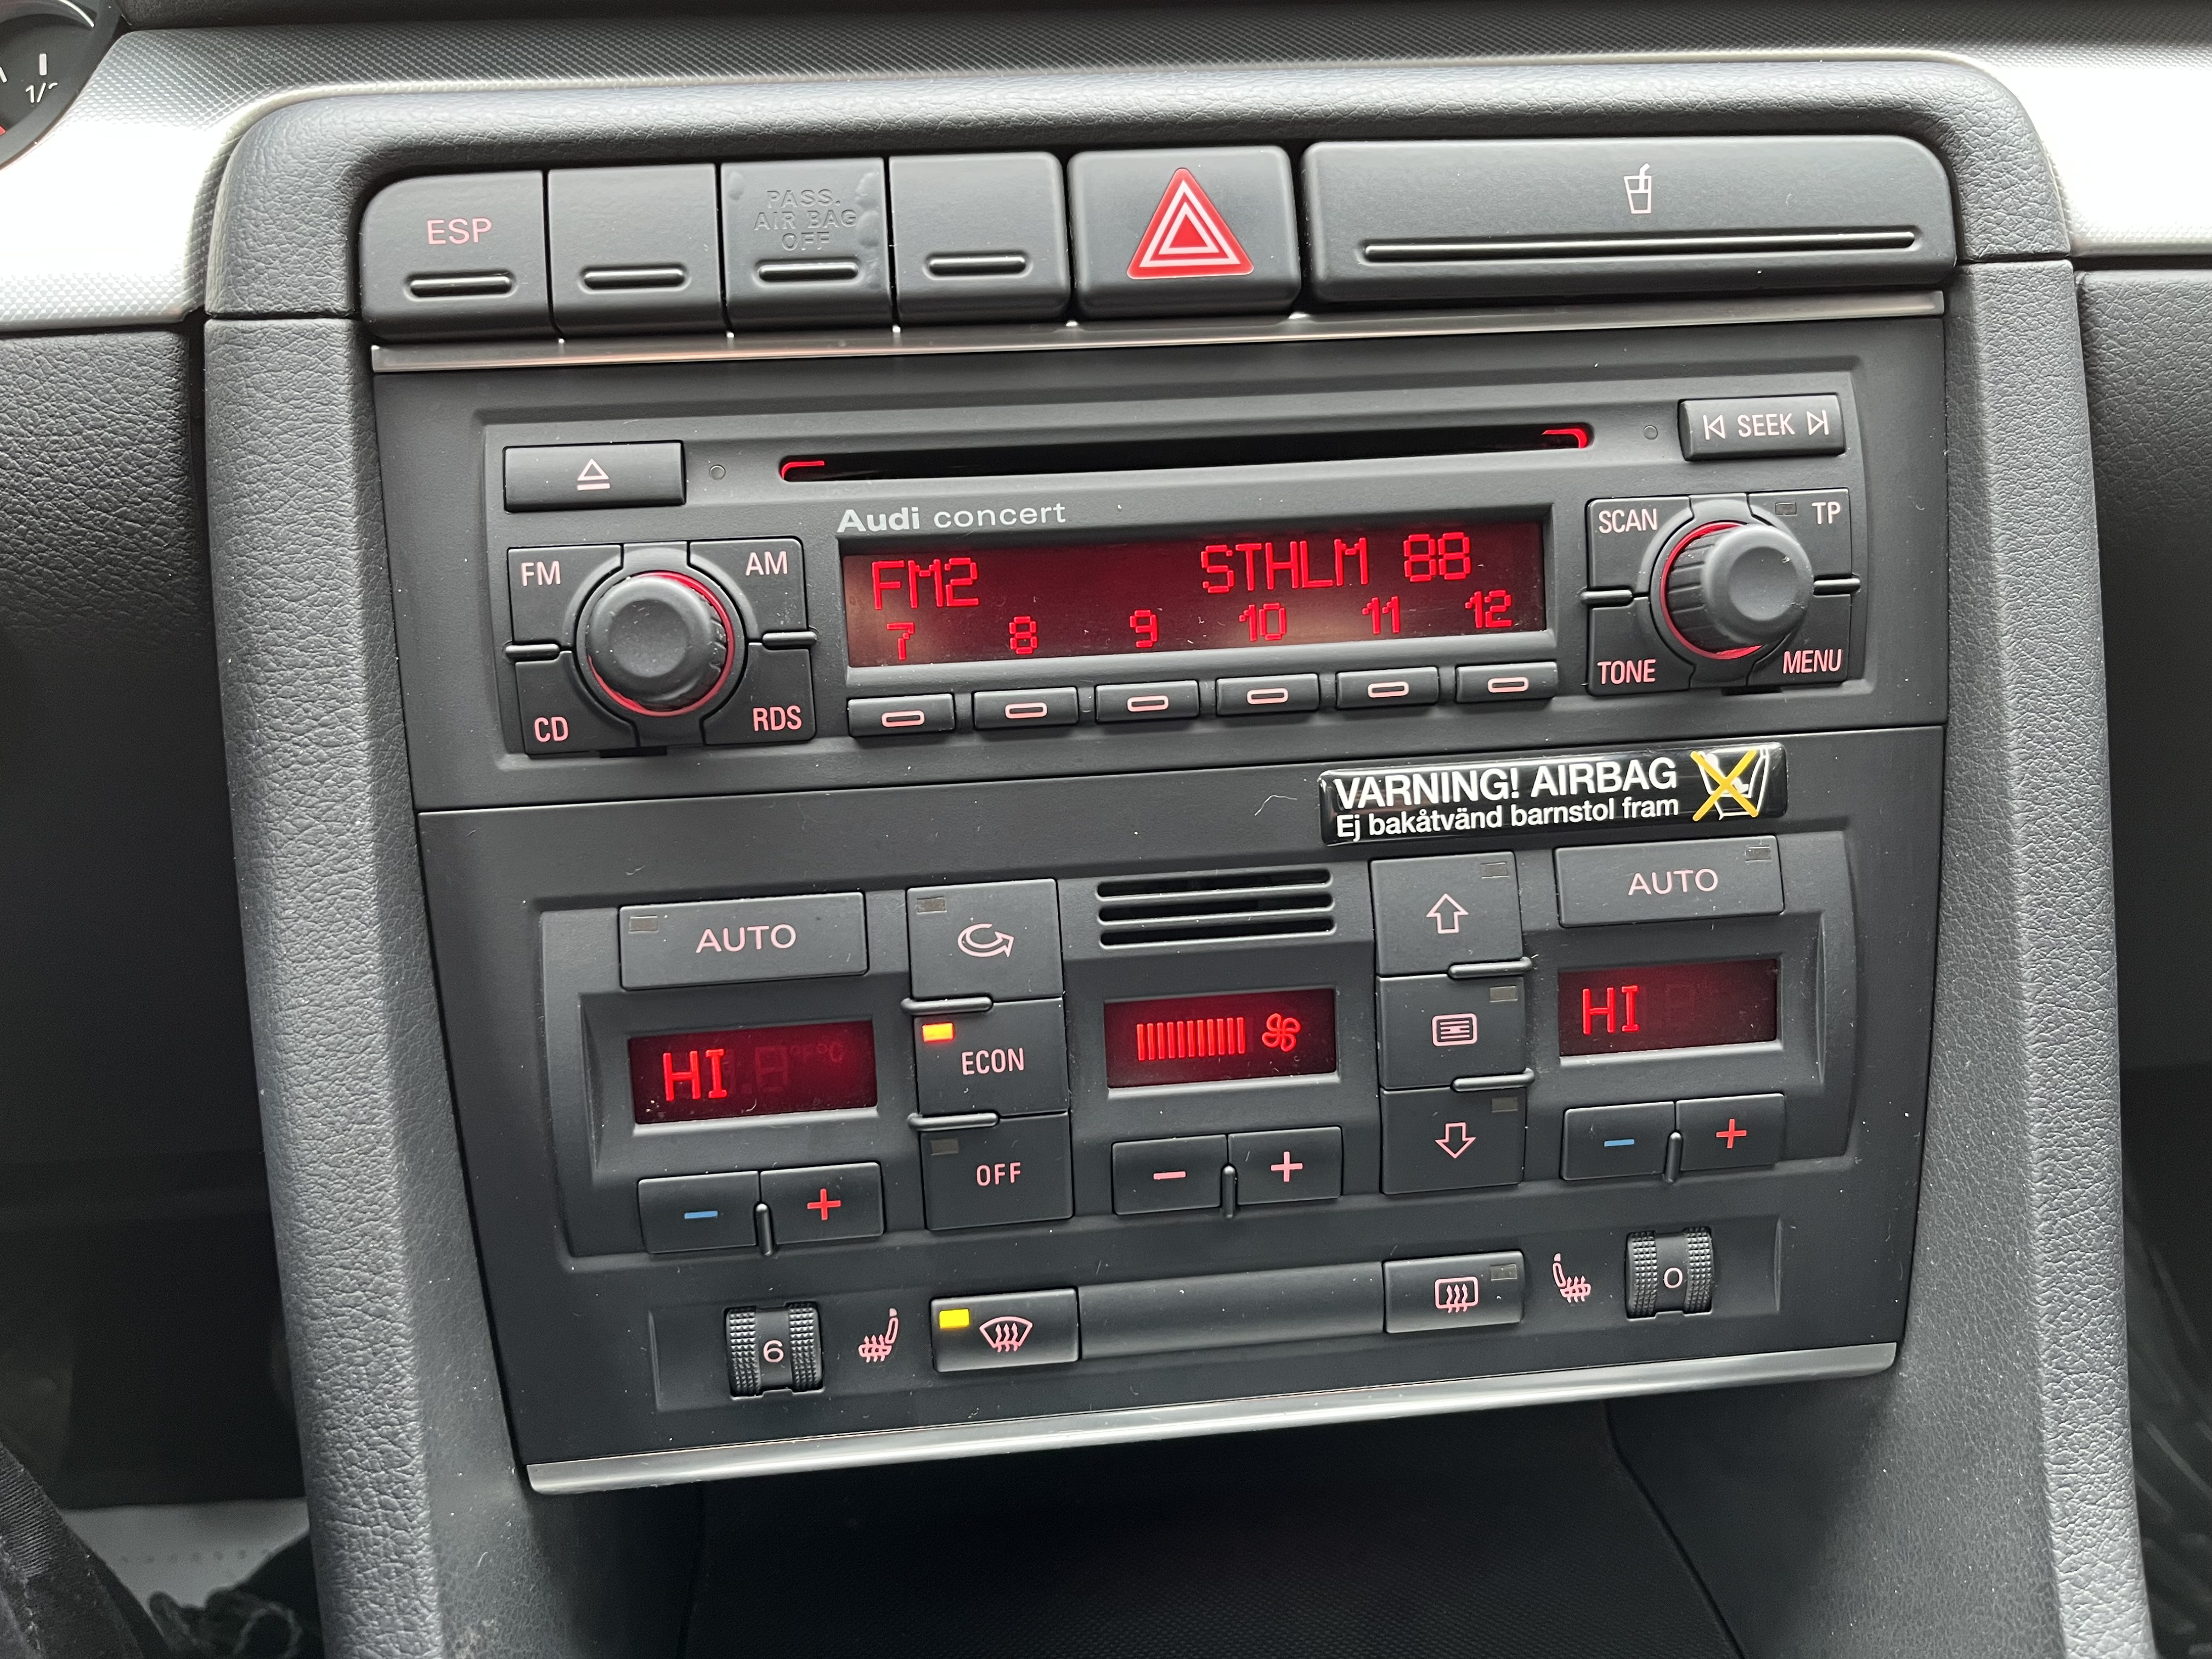 1/2
ESP
PASS.
AIR BAG
OFF
SEEK
Audi concert
FM AM
CD RDS
FM2 STHLM 88
7 8 9 10 11 12
SCAN TP
TONE MENU
VARNING! AIRBAG
Ej bakåtvänd barnstol fram
AUTO
AUTO
HI
ECON
OFF
HI
6
0